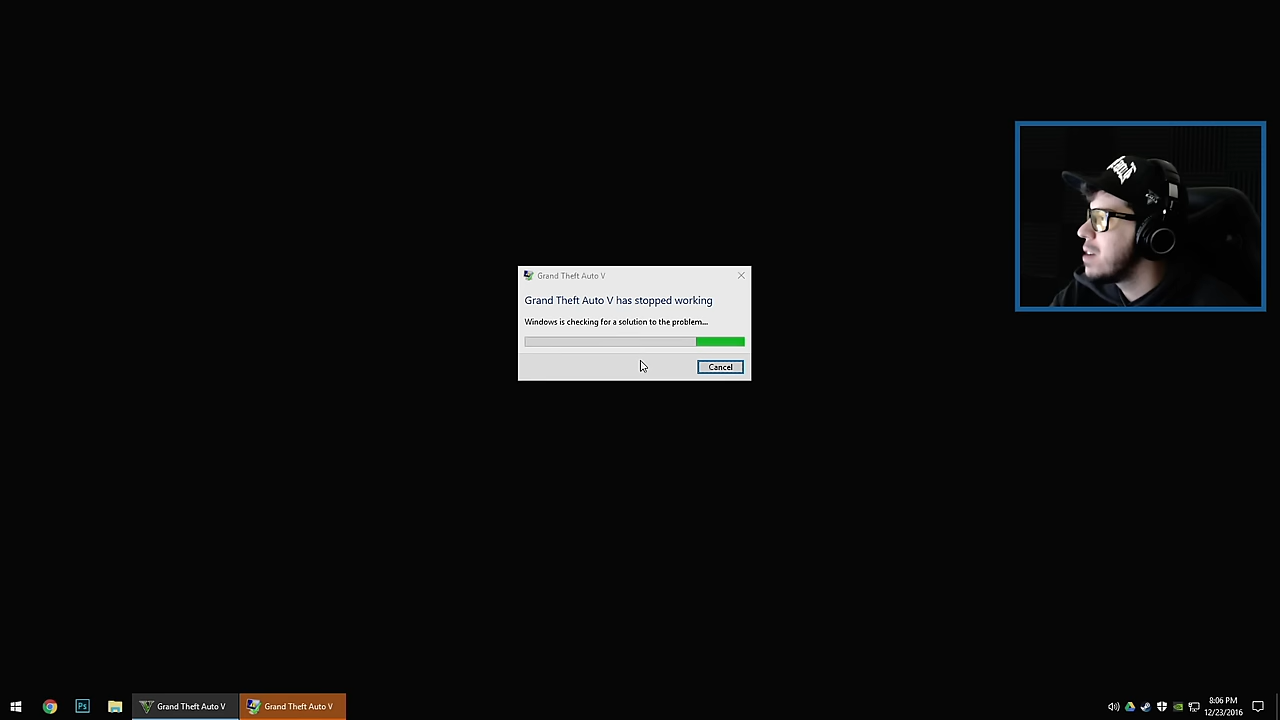 Grand Theft Auto V
Grand Theft Auto V has stopped working
Windows is checking for a solution to the problem...
Cancel
Ps
Grand Theft Auto V
Grand Theft Auto V
8:06 PM
12/23/2016